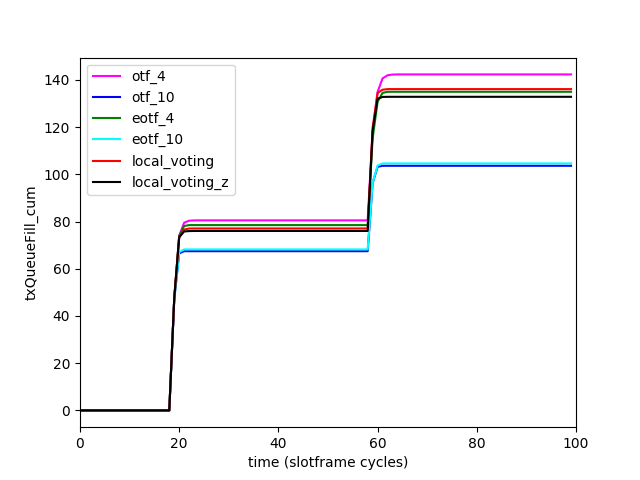 140
120
100
80
60
40
20
0
txQueueFill_cum
otf_4
otf_10
eotf_4
eotf_10
local_voting
local_voting_z
0 20 40 60 80 100
time (slotframe cycles)